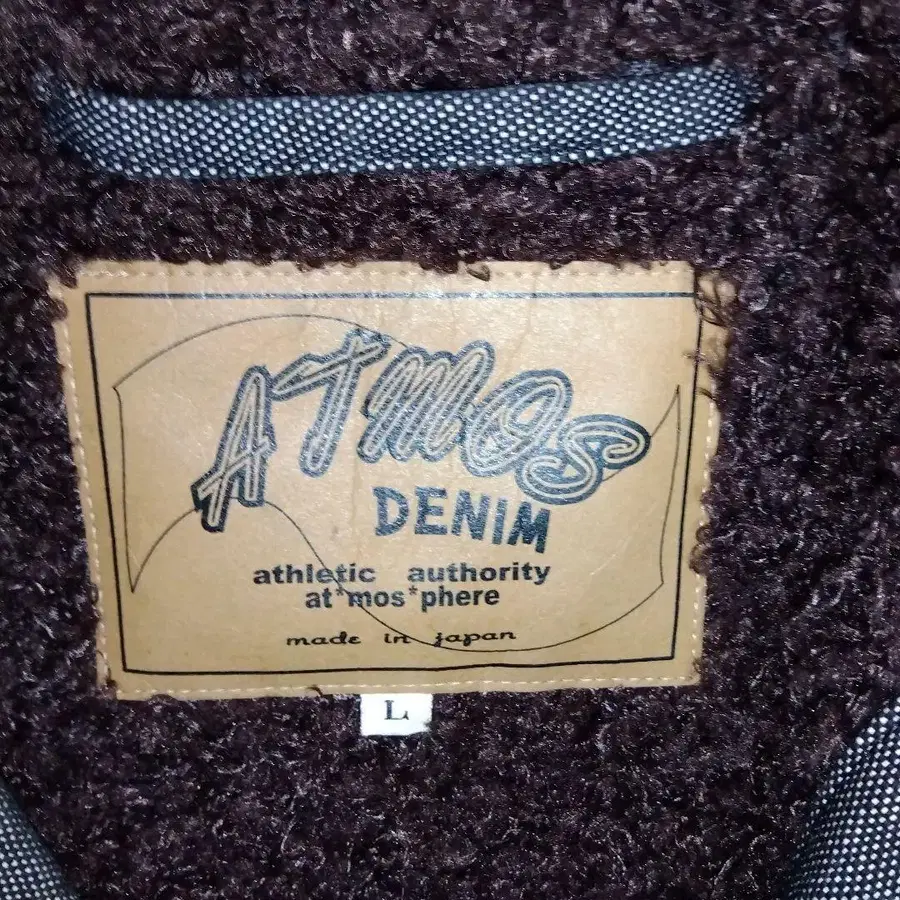 ATMOS
DENIM
athletic authority
at*mos*phere
made in japan
L